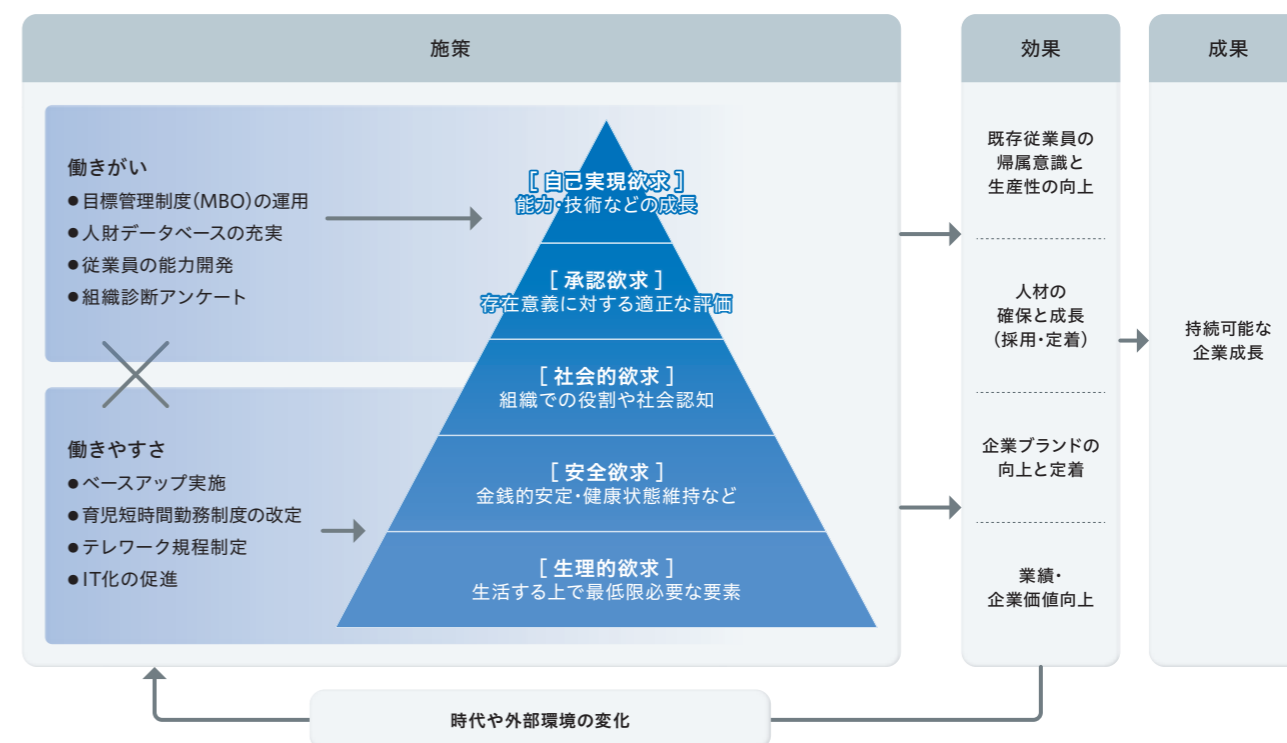 施策
働きがい
●目標管理制度(MBO)の運用
●人財データベースの充実
●従業員の能力開発
●組織診断アンケート
働きやすさ
●ベースアップ実施
●育児短時間勤務制度の改定
●テレワーク規程制定
●IT化の促進
[ 自己実現欲求 ]
能力・技術などの成長
[ 承認欲求 ]
存在意義に対する適正な評価
[ 社会的欲求 ]
組織での役割や社会認知
[ 安全欲求 ]
金銭的安定・健康状態維持など
[ 生理的欲求 ]
生活する上で最低限必要な要素
効果
既存従業員の
帰属意識と
生産性の向上
人材の
確保と成長
(採用・定着)
企業ブランドの
向上と定着
業績・
企業価値向上
成果
持続可能な
企業成長
時代や外部環境の変化